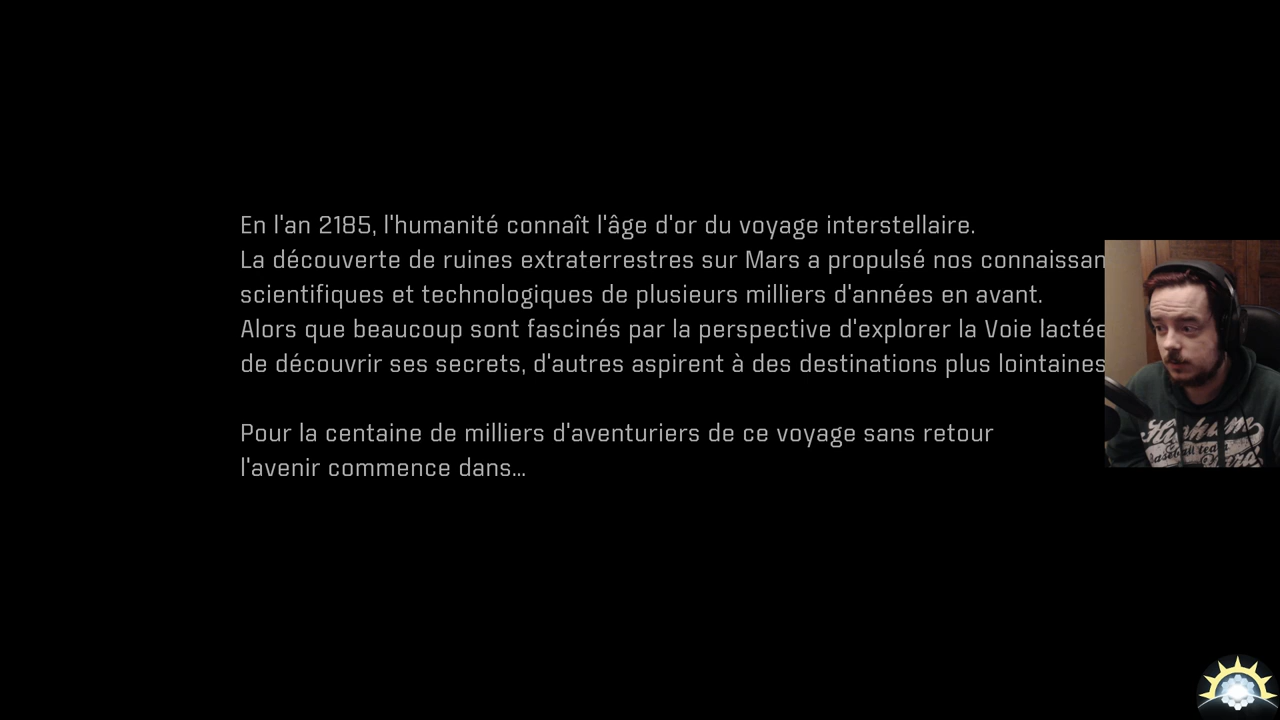 En l'an 2185, l'humanité connaît l'âge d'or du voyage interstellaire.
La découverte de ruines extraterrestres sur Mars a propulsé nos
scientifiques et technologiques de plusieurs milliers d'années en avant.
Alors que beaucoup sont fascinés par la perspective d'explorer la Voie lactée
de découvrir ses secrets, d'autres aspirent à des destinations plus lointaines
Pour la centaine de milliers d'aventuriers de ce voyage sans retour
l'avenir commence dans...